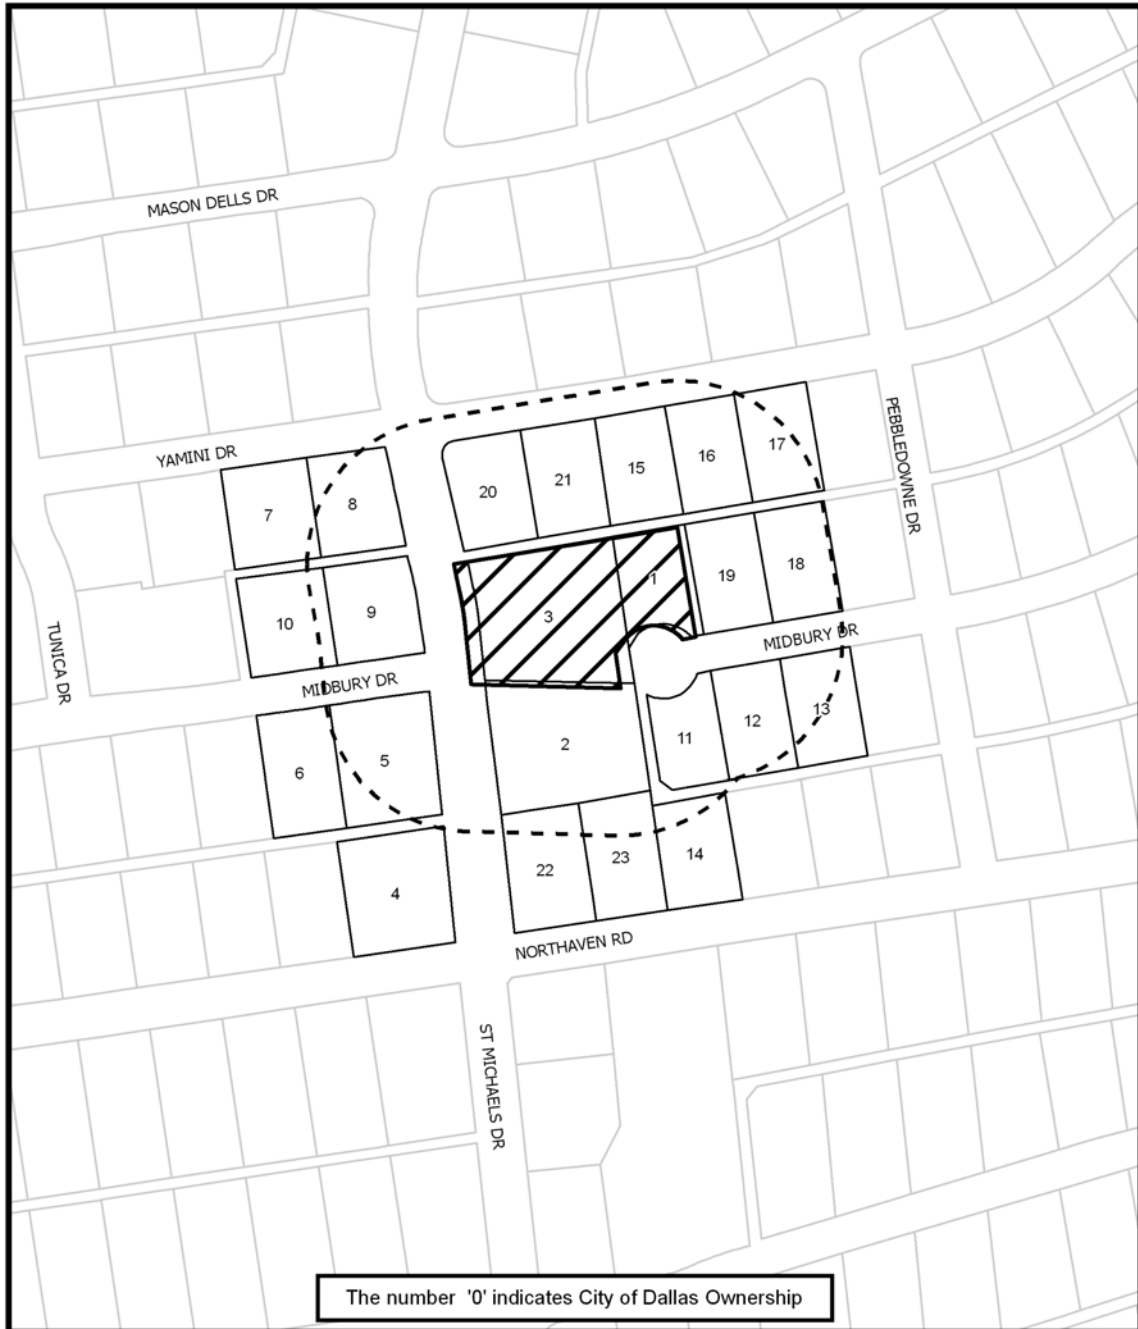 MASON DELLS DR
YAMINI DR
PEBBLEDOWNE DR
17
16
15
21
20
8
7
18
19
1
3
9
10
MIDBURY DR
TUNICA DR
MIDBURY DR
13
12
11
2
5
6
14
23
22
4
NORTHAVEN RD
ST MICHAELS DR
The number '0' indicates City of Dallas Ownership